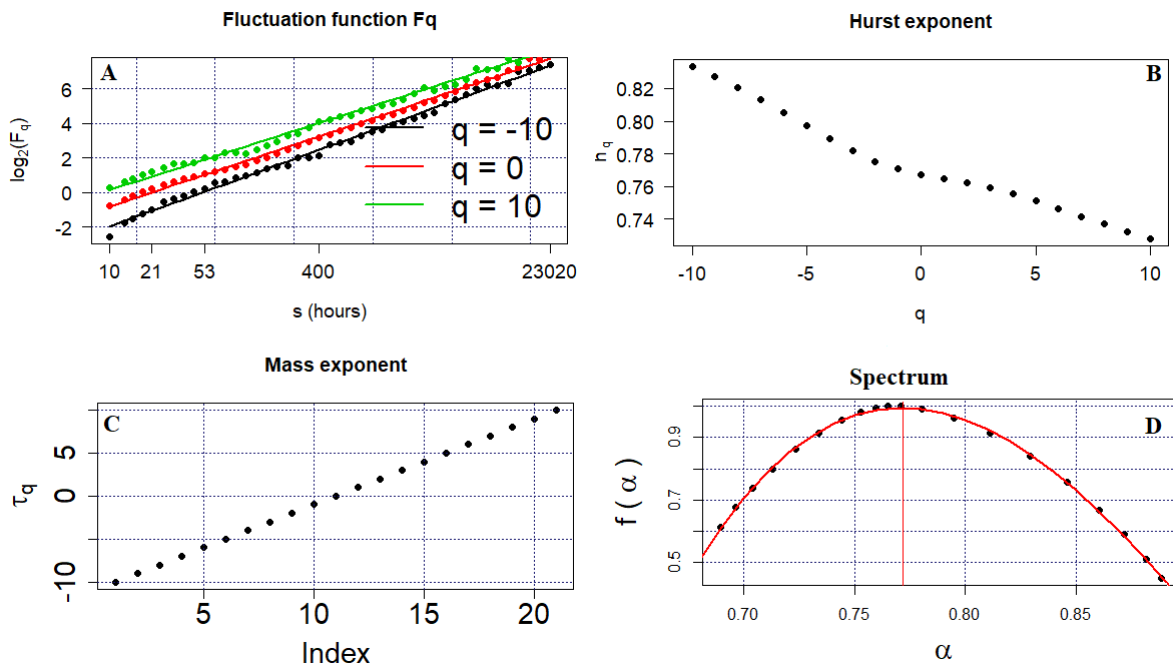 Fluctuation function Fq
A
log2(Fq)
6
4
2
0
-2
q = -10
q = 0
q = 10
10 21 53 400 23020
s (hours)
Hurst exponent
B
hq
0.82
0.80
0.78
0.76
0.74
-10 -5 0 5 10
q
Mass exponent
C
τq
5
0
-10
5 10 15 20
Index
Spectrum
D
f ( α )
0.9
0.7
0.5
0.70 0.75 0.80 0.85
α